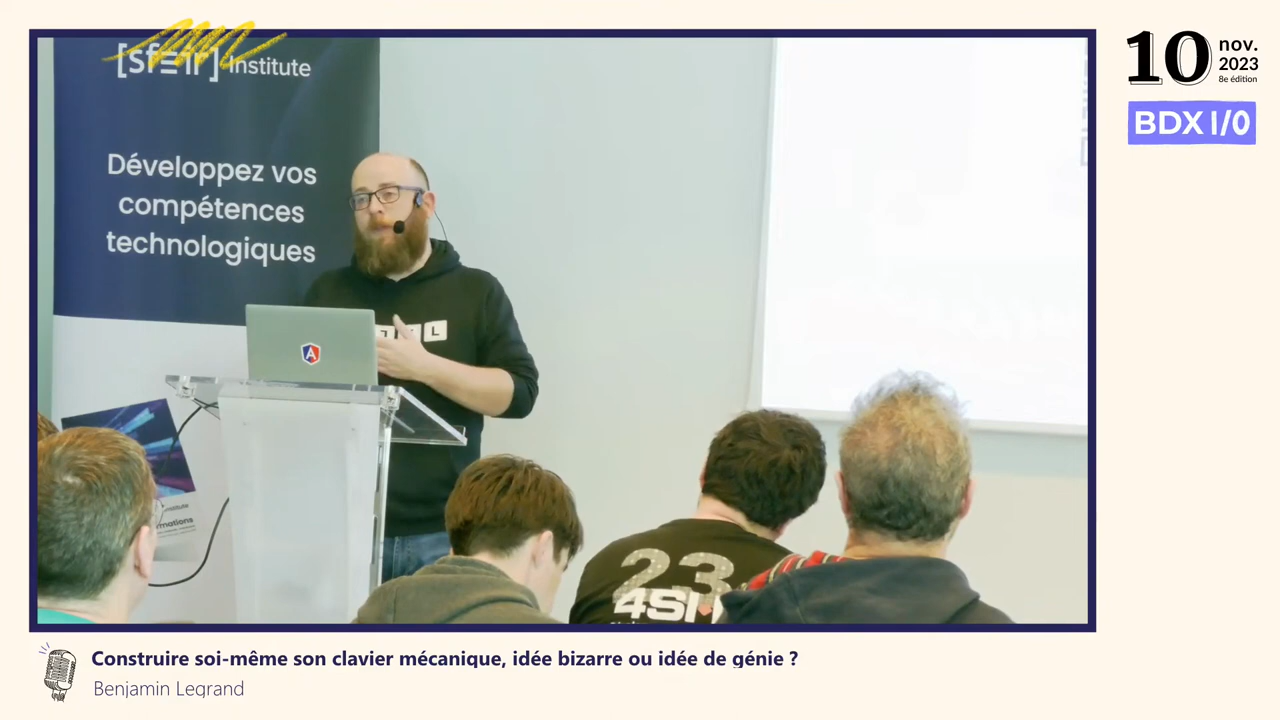 [sfeir] institute
Développez vos
compétences
technologiques
L
A
institute
23
4SI
10 nov.
2023
8e édition
BDX I/O
Construire soi-même son clavier mécanique, idée bizarre ou idée de génie ?
Benjamin Legrand